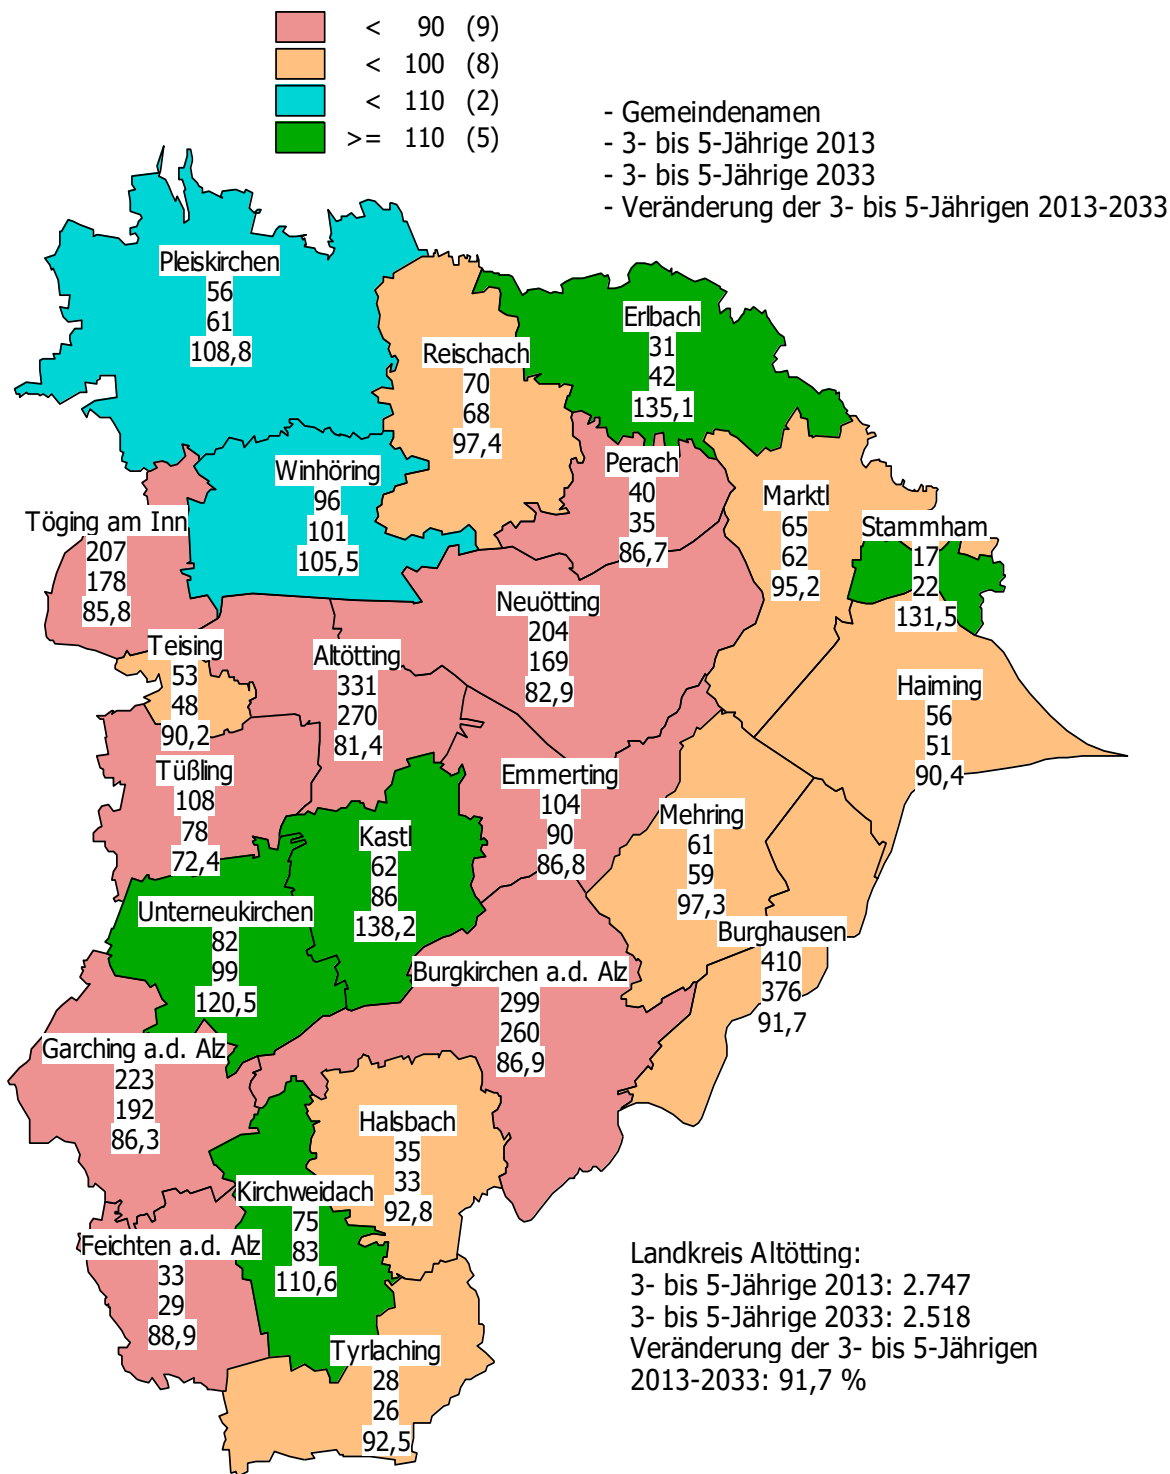 < 90 (9)
< 100 (8)
< 110 (2)
>= 110 (5)
- Gemeindenamen
- 3- bis 5-Jährige 2013
- 3- bis 5-Jährige 2033
- Veränderung der 3- bis 5-Jährigen 2013-2033
Pleiskirchen
56
61
108,8
Reischach
70
68
97,4
Erlbach
31
42
135,1
Winhöring
96
101
105,5
Perach
40
35
86,7
Marktl
65
62
95,2
Stammham
17
22
131,5
Töging am Inn
207
178
85,8
Neuötting
204
169
82,9
Teising
53
48
90,2
Altötting
331
270
81,4
Haiming
56
51
90,4
Tüßling
108
78
72,4
Emmerting
104
90
86,8
Mehring
61
59
97,3
Kastl
62
86
138,2
Unterneukirchen
82
99
120,5
Burghausen
410
376
91,7
Burgkirchen a.d. Alz
299
260
86,9
Garching a.d. Alz
223
192
86,3
Halsbach
35
33
92,8
Kirchweidach
75
83
110,6
Feichten a.d. Alz
33
29
88,9
Tyrlaching
28
26
92,5
Landkreis Altötting:
3- bis 5-Jährige 2013: 2.747
3- bis 5-Jährige 2033: 2.518
Veränderung der 3- bis 5-Jährigen
2013-2033: 91,7 %